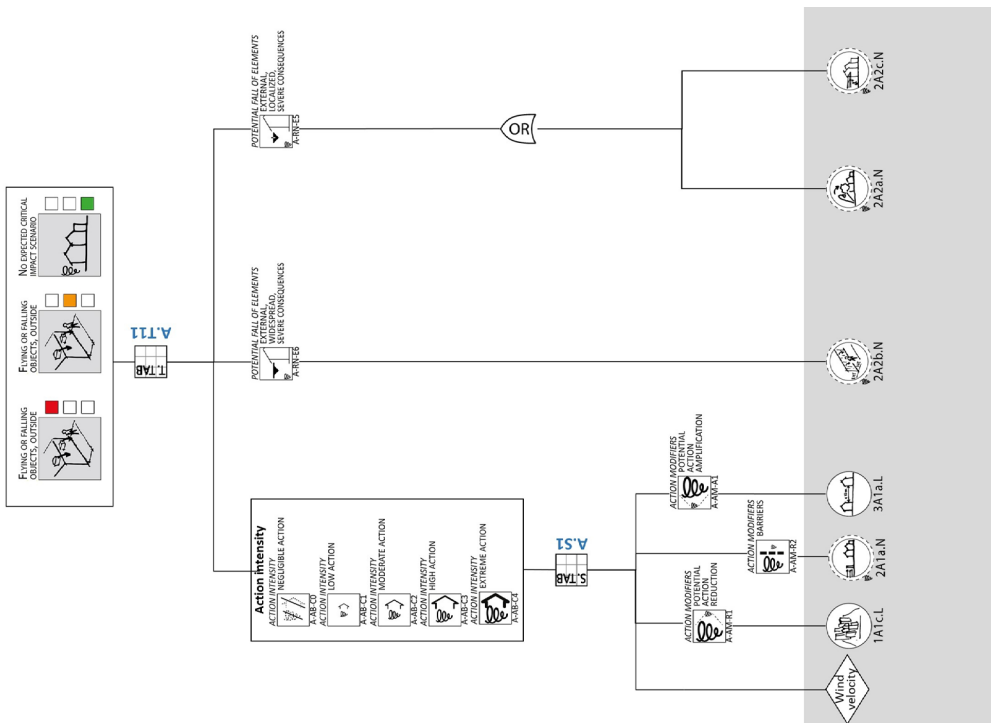 FLYING OR FALLING
OBJECTS, OUTSIDE
FLYING OR FALLING
OBJECTS, OUTSIDE
NO EXPECTED CRITICAL
IMPACT SCENARIO
T.TAB
A.T11
Action intensity
ACTION INTENSITY
NEGLIGIBLE ACTION
A-AB-C0
ACTION INTENSITY
LOW ACTION
A-AB-C1
ACTION INTENSITY
MODERATE ACTION
A-AB-C2
ACTION INTENSITY
HIGH ACTION
A-AB-C3
ACTION INTENSITY
EXTREME ACTION
A-AB-C4
POTENTIAL FALL OF ELEMENTS
EXTERNAL,
WIDESPREAD,
SEVERE CONSEQUENCES
A-RN-E6
POTENTIAL FALL OF ELEMENTS
EXTERNAL,
LOCALIZED,
SEVERE CONSEQUENCES
A-RN-E5
OR
S.TAB
A.S1
ACTION MODIFIERS
POTENTIAL
ACTION
REDUCTION
A-AM-R1
ACTION MODIFIERS
BARRIERS
A-AM-R2
ACTION MODIFIERS
POTENTIAL
ACTION
AMPLIFICATION
A-AM-A1
Wind
velocity
1A1c.L
2A1a.N
3A1a.L
2A2b.N
2A2a.N
2A2c.N